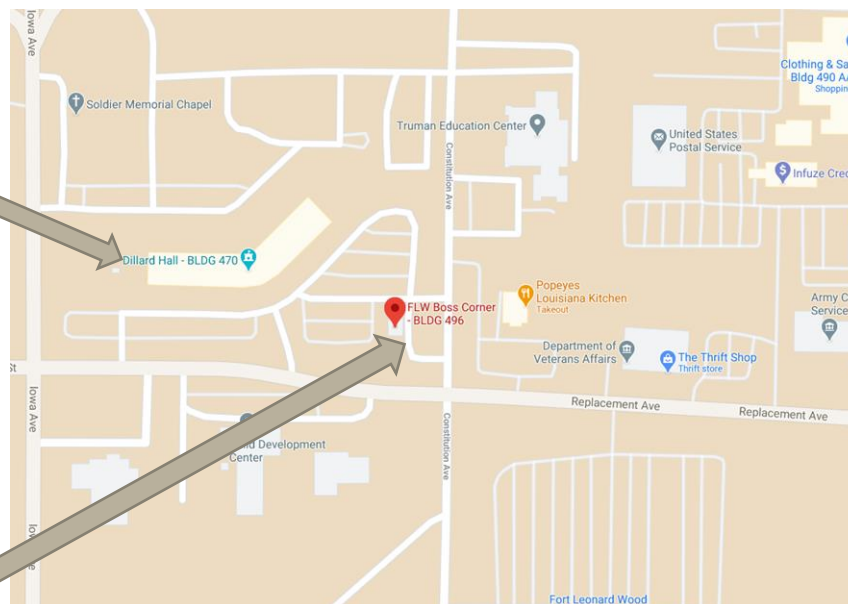 Iowa Ave
Soldier Memorial Chapel
Truman Education Center
Constitution Ave
United States
Postal Service
Clothing & Sa
Bldg 490 A
Shoppin
Infuze Cred
Dillard Hall - BLDG 470
FLW Boss Corner
- BLDG 496
Popeyes
Louisiana Kitchen
Takeout
Army C
Service
Department of
Veterans Affairs
The Thrift Shop
Thrift store
St
Iowa Ave
Replacement Ave
Replacement Ave
Constitution Ave
Development
Center
Fort Leonard Wood